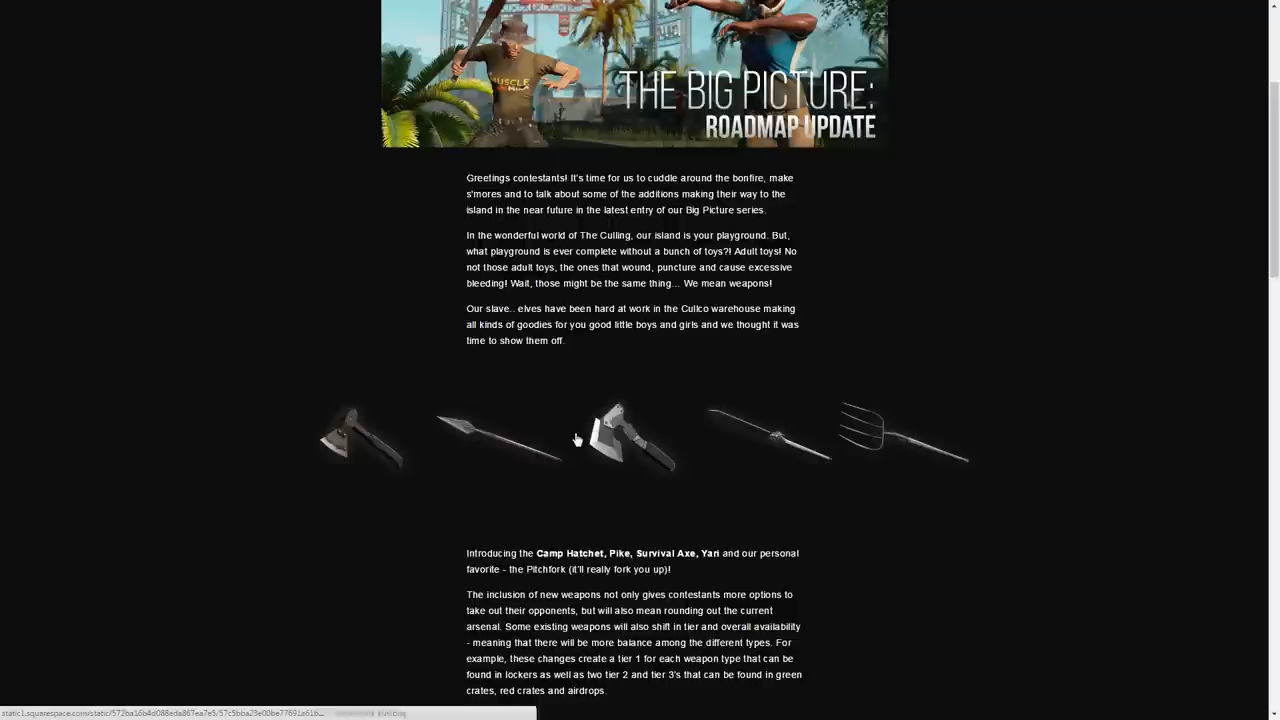 MUSCLE
THE BIG PICTURE:
ROADMAP UPDATE
Greetings contestants! It's time for us to cuddle around the bonfire, make
s'mores and to talk about some of the additions making their way to the
island in the near future in the latest entry of our Big Picture series.
In the wonderful world of The Culling, our island is your playground. But,
what playground is ever complete without a bunch of toys?! Adult toys! No
not those adult toys, the ones that wound, puncture and cause excessive
bleeding! Wait, those might be the same thing... We mean weapons!
Our slave.. elves have been hard at work in the Cullco warehouse making
all kinds of goodies for you good little boys and girls and we thought it was
time to show them off.
Introducing the Camp Hatchet, Pike, Survival Axe, Yari and our personal
favorite - the Pitchfork (it'll really fork you up)!
The inclusion of new weapons not only gives contestants more options to
take out their opponents, but will also mean rounding out the current
arsenal. Some existing weapons will also shift in tier and overall availability
- meaning that there will be more balance among the different types. For
example, these changes create a tier 1 for each weapon type that can be
found in lockers as well as two tier 2 and tier 3's that can be found in green
crates, red crates and airdrops.